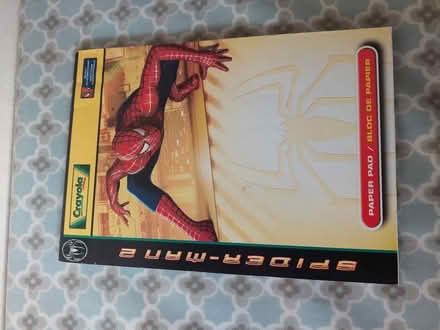 Crayola
SPIDER-MAN 2
PAPER PAD / BLOC DE PAPIER